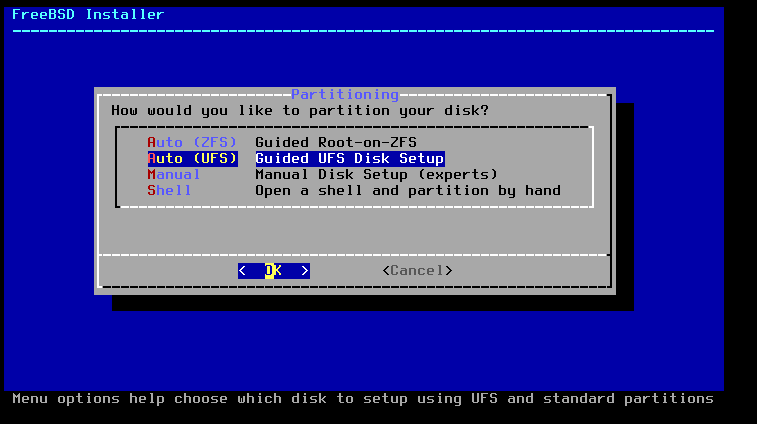 FreeBSD Installer
Partitioning
How would you like to partition your disk?
Auto (ZFS) Guided Root-on-ZFS
Auto (UFS) Guided UFS Disk Setup
Manual Manual Disk Setup (experts)
Shell Open a shell and partition by hand
< OK > <Cancel>
Menu options help choose which disk to setup using UFS and standard partitions